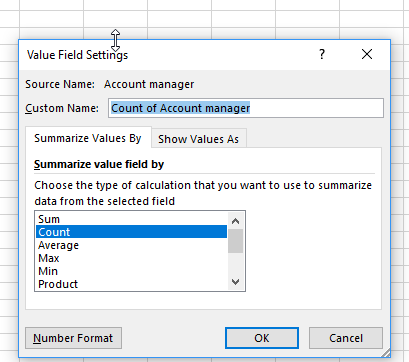 Value Field Settings ? ×
Source Name: Account manager
Custom Name: Count of Account manager
Summarize Values By Show Values As
Summarize value field by
Choose the type of calculation that you want to use to summarize
data from the selected field
Sum
Count
Average
Max
Min
Product
Number Format OK Cancel